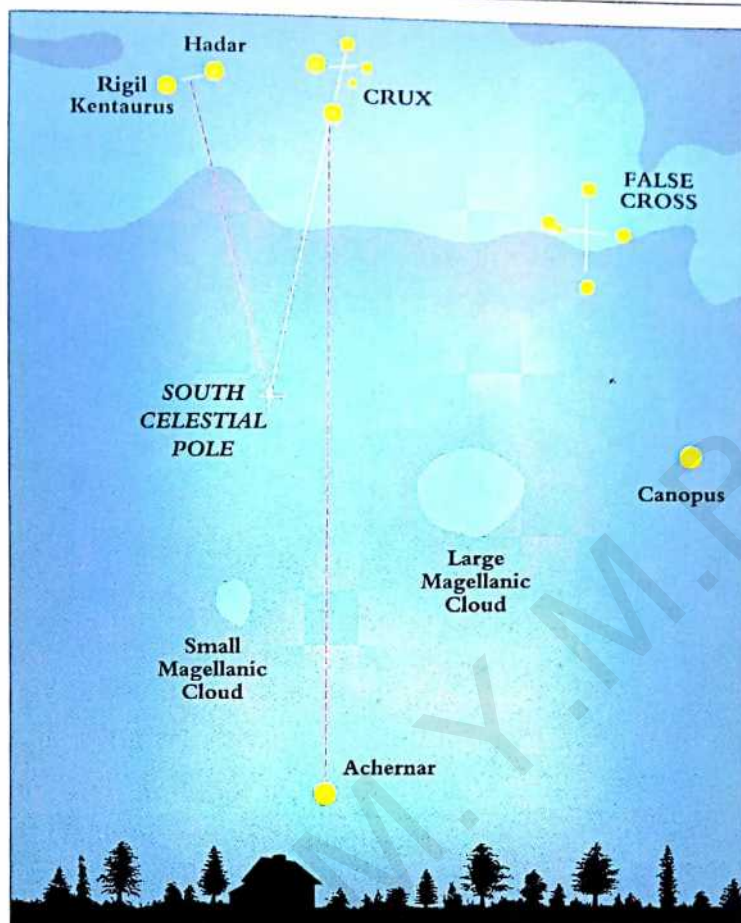 Hadar
Rigil
Kentaurus
CRUX
FALSE
CROSS
SOUTH
CELESTIAL
POLE
Canopus
Large
Magellanic
Cloud
Small
Magellanic
Cloud
Achernar
M.Y.M.P